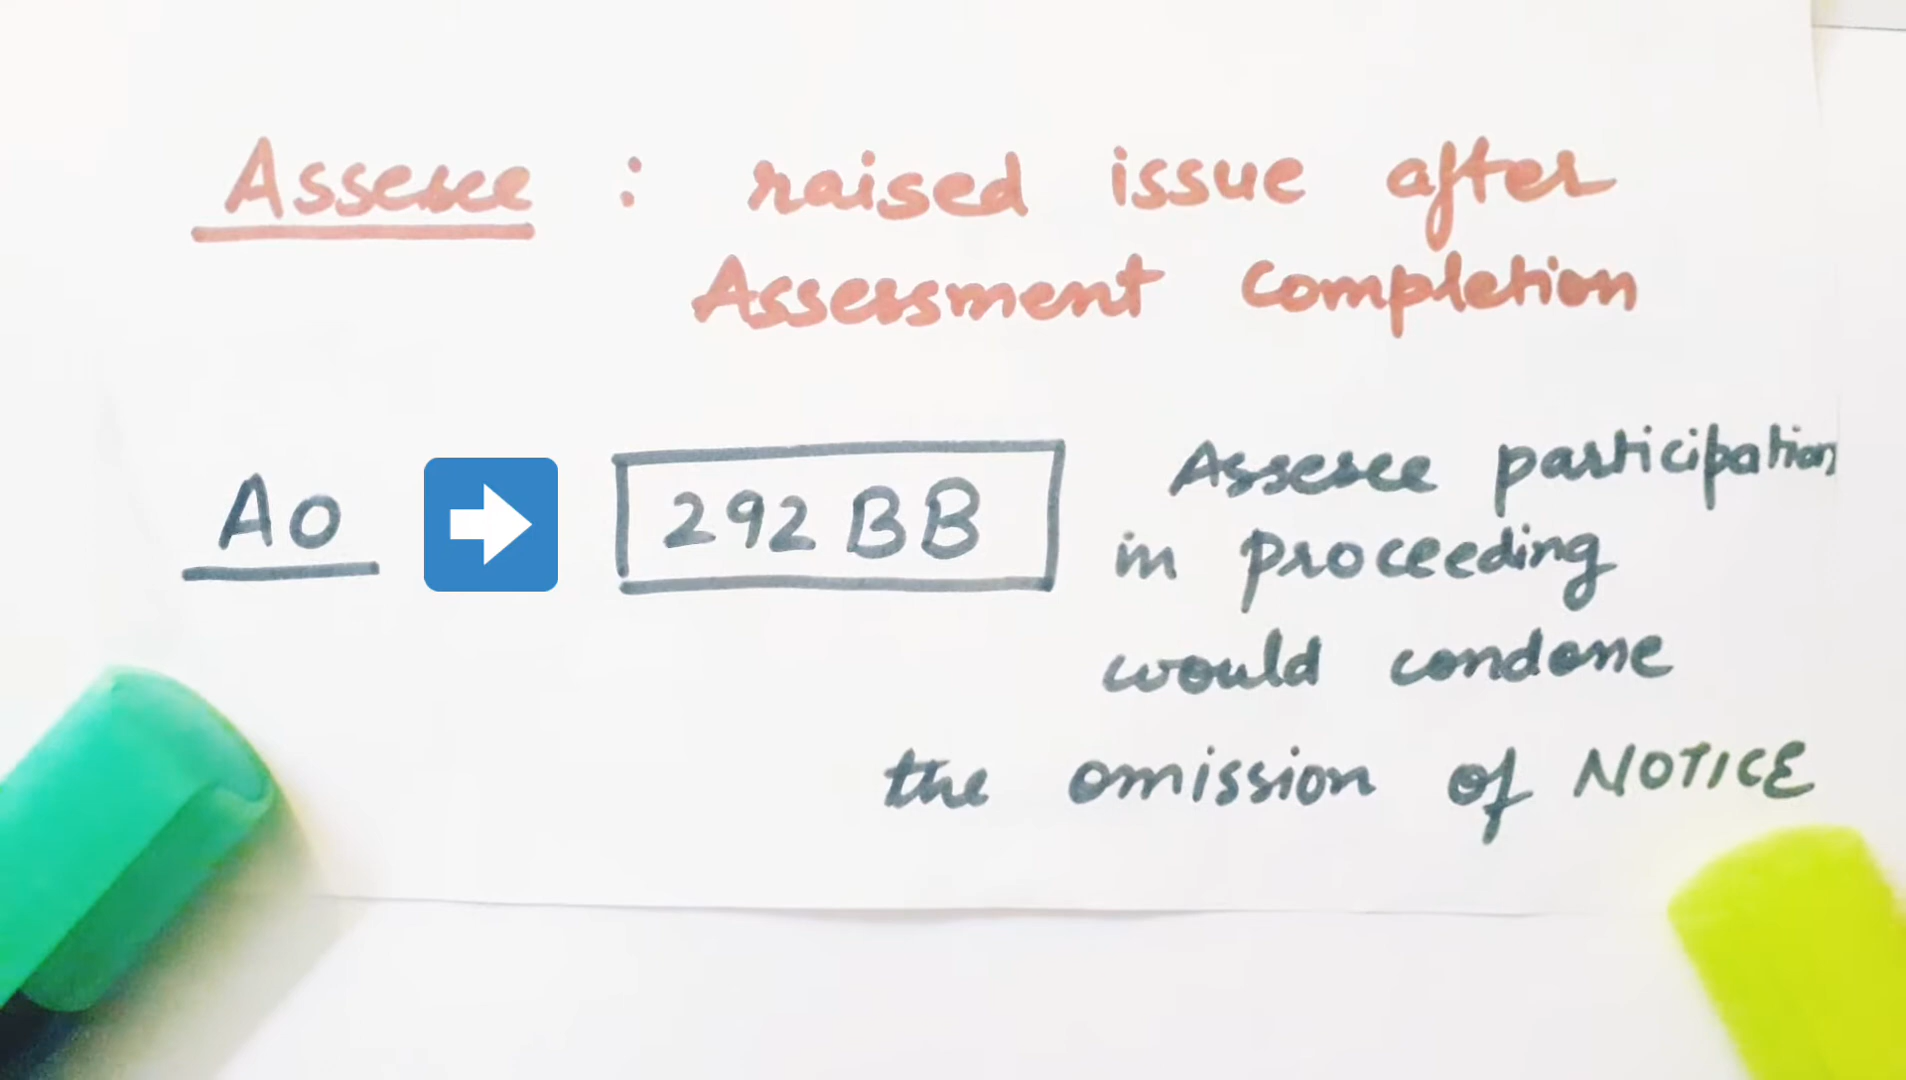 Assesee : raised issue after
Assessment completion
AO ➡ 292BB Assesee participation
in proceeding
would condone
the omission of NOTICE